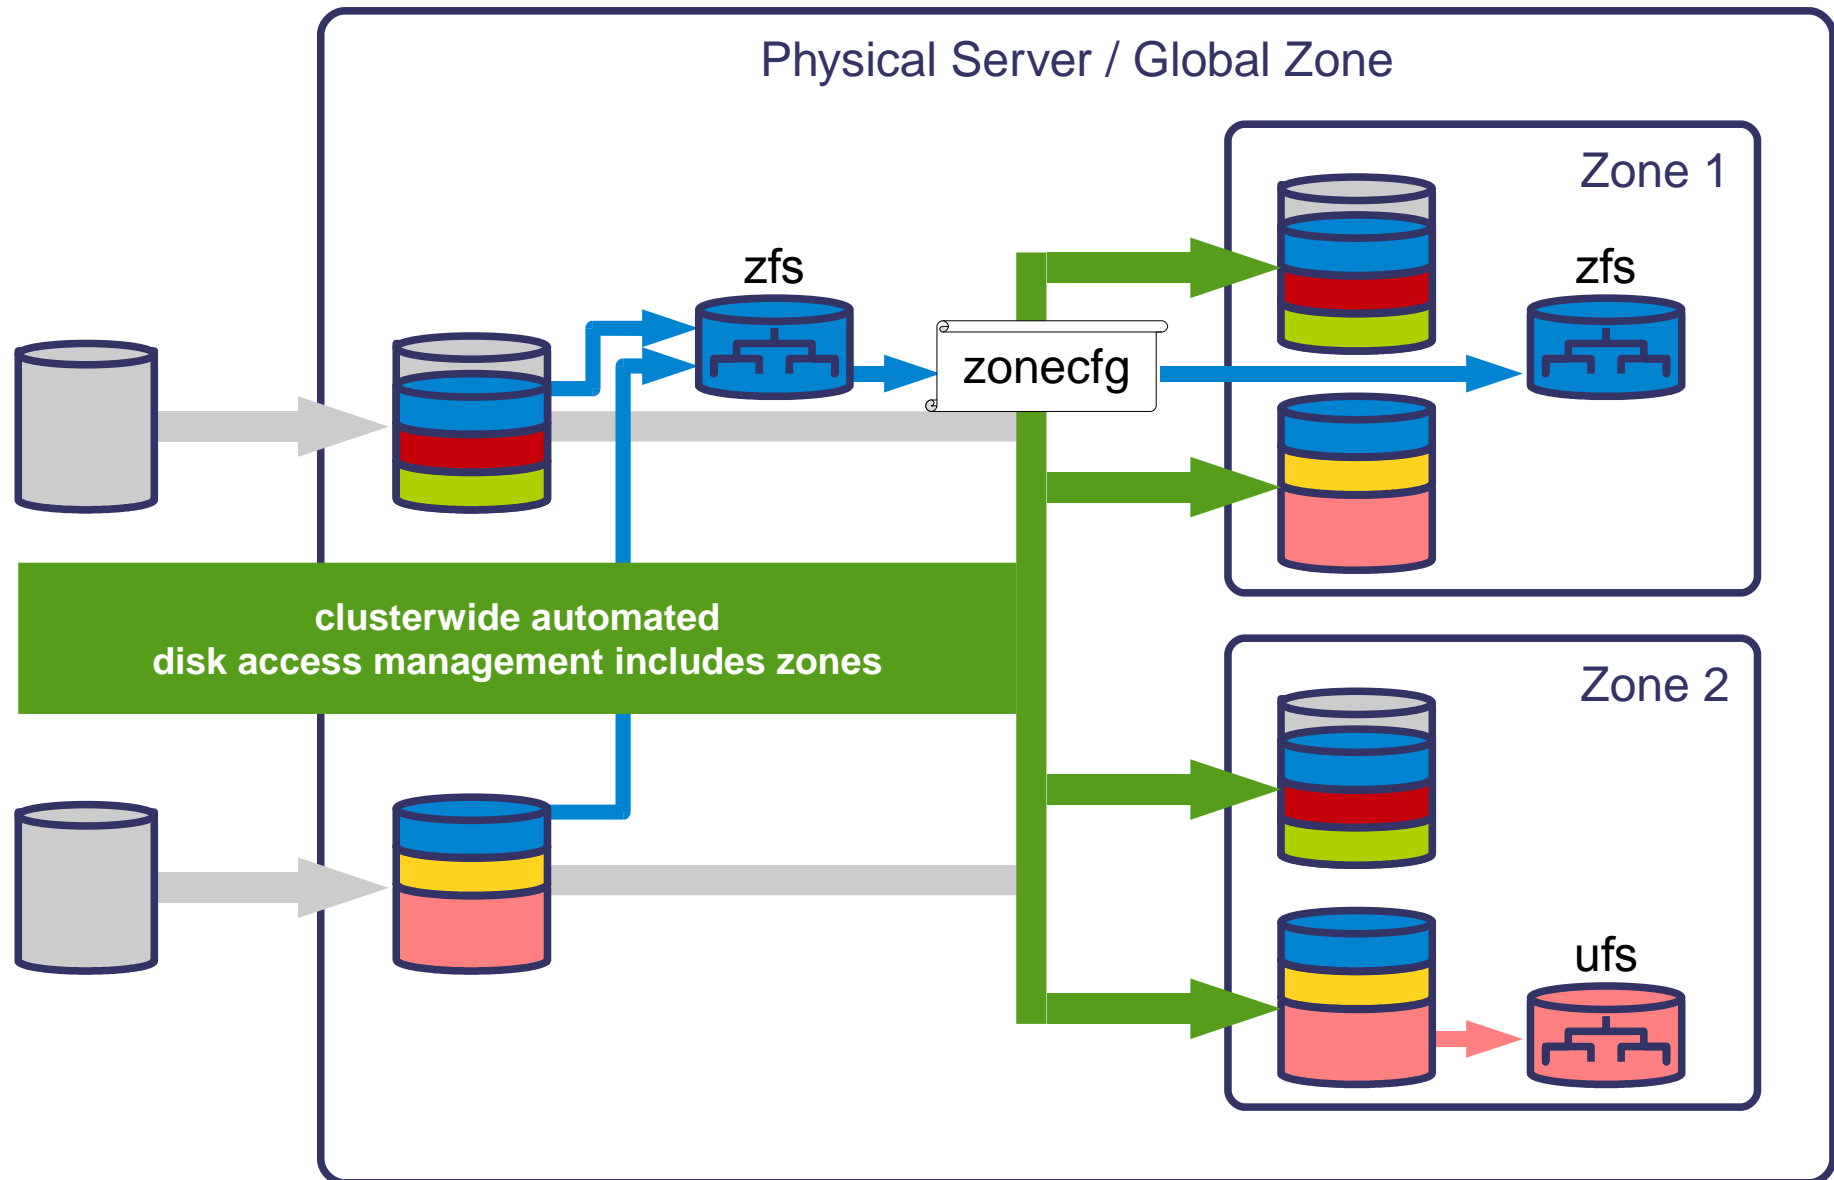 Physical Server / Global Zone
Zone 1
zfs
zfs
zonecfg
clusterwide automated
disk access management includes zones
Zone 2
ufs